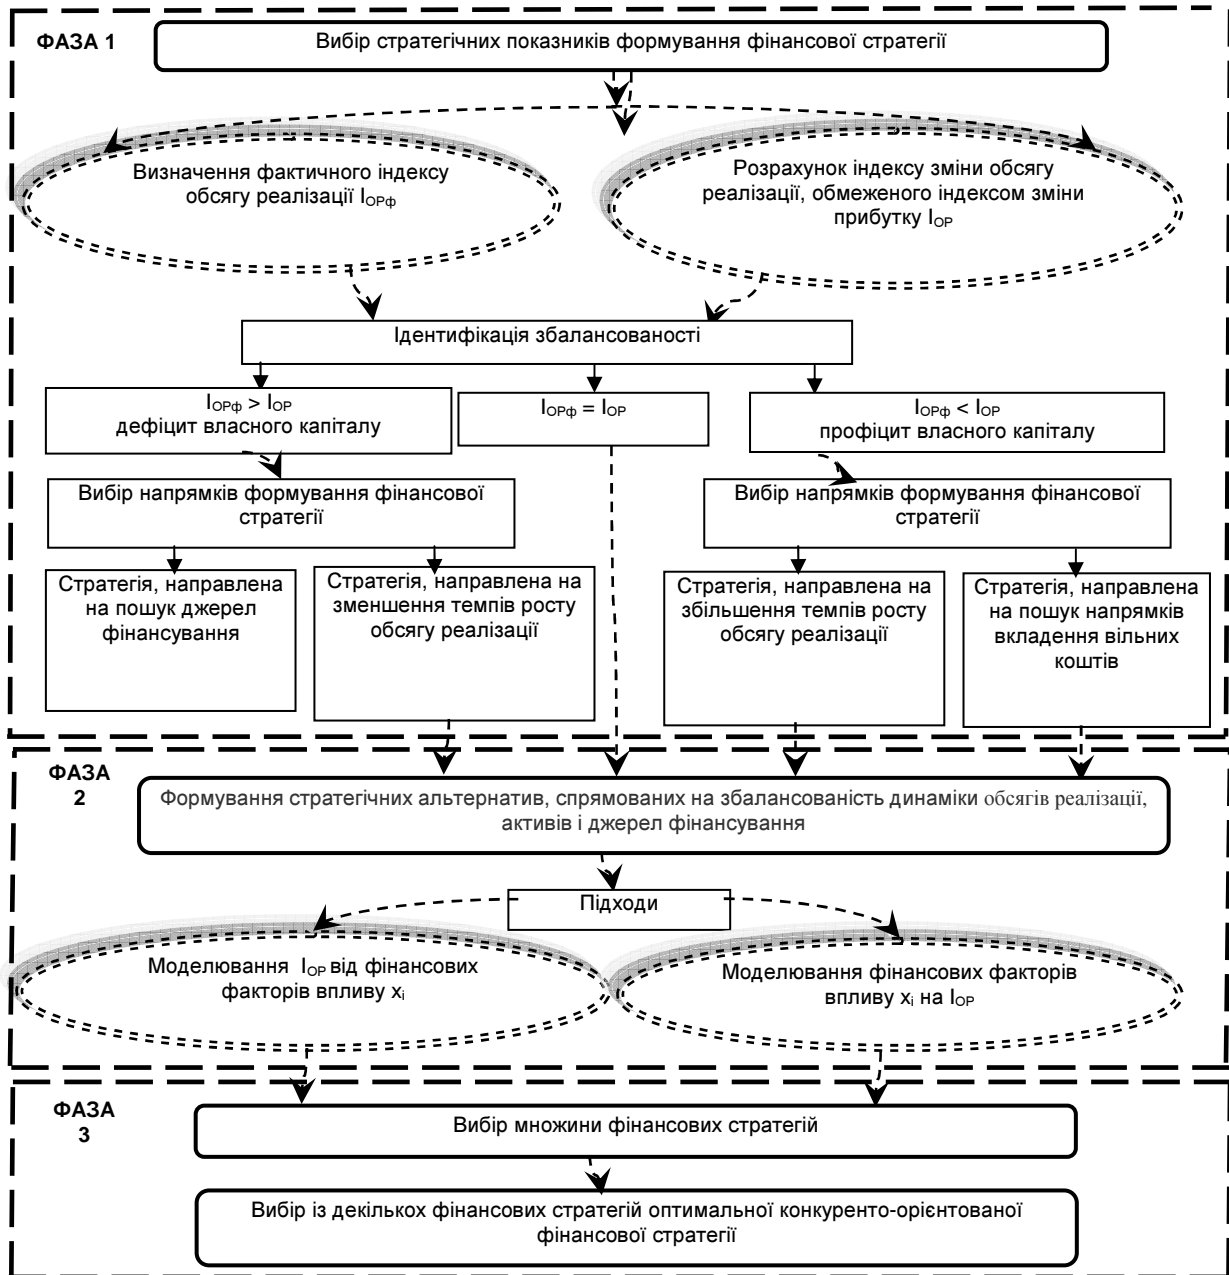 ФАЗА 1
Вибір стратегічних показників формування фінансової стратегії
Визначення фактичного індексу
обсягу реалізації IОРф
Розрахунок індексу зміни обсягу
реалізації, обмеженого індексом зміни
прибутку IОР
Ідентифікація збалансованості
IОРф > IОР
дефіцит власного капіталу
IОРф = IОР
IОРф < IОР
профіцит власного капіталу
Вибір напрямків формування фінансової
стратегії
Вибір напрямків формування фінансової
стратегії
Стратегія, направлена
на пошук джерел
фінансування
Стратегія, направлена на
зменшення темпів росту
обсягу реалізації
Стратегія, направлена на
збільшення темпів росту
обсягу реалізації
Стратегія, направлена
на пошук напрямків
вкладення вільних
коштів
ФАЗА
2
Формування стратегічних альтернатив, спрямованих на збалансованість динаміки обсягів реалізації,
активів і джерел фінансування
Підходи
Моделювання IОР від фінансових
факторів впливу xi
Моделювання фінансових факторів
впливу xi на IОР
ФАЗА
3
Вибір множини фінансових стратегій
Вибір із декількох фінансових стратегій оптимальної конкуренто-орієнтованої
фінансової стратегії